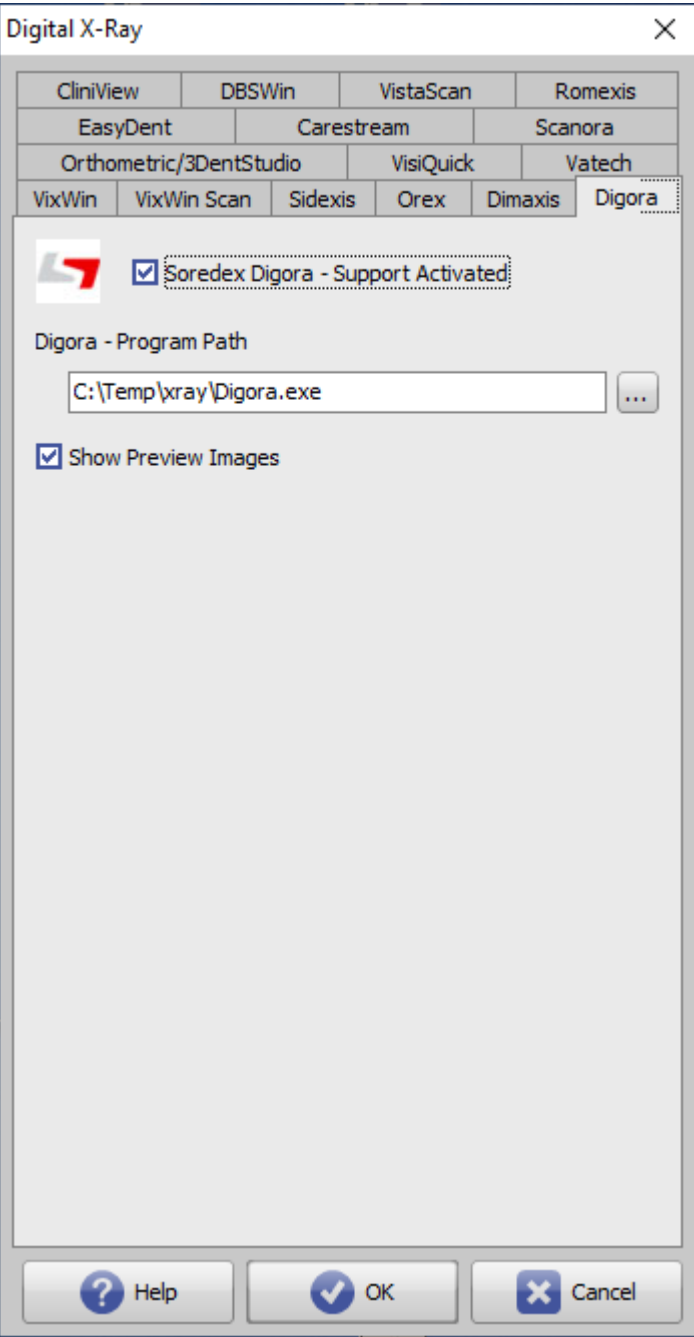 Digital X-Ray
CliniView DBSWin VistaScan Romexis
EasyDent Carestream Scanora
Orthometric/3DentStudio VisiQuick Vatech
VixWin VixWin Scan Sidexis Orex Dimaxis Digora
Soredex Digora - Support Activated
Digora - Program Path
C:\Temp\xray\Digora.exe
...
Show Preview Images
Help OK Cancel